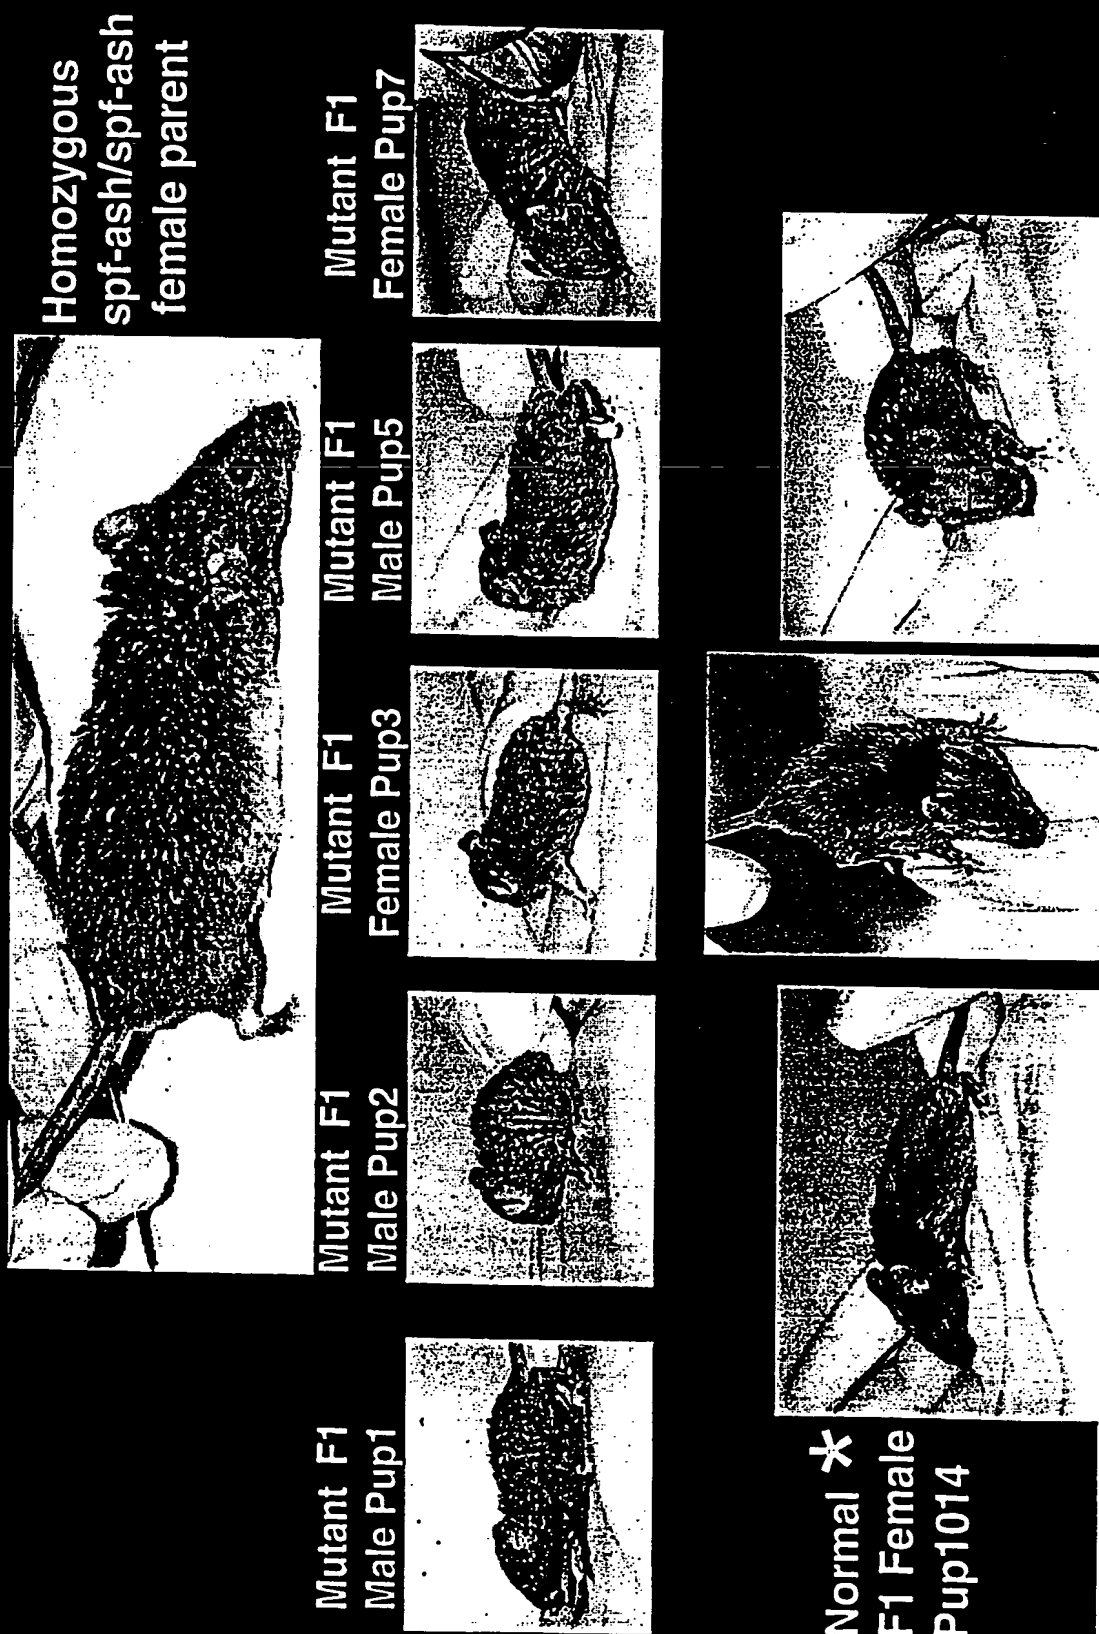 Homozygous
spf-ash/spf-ash
female parent
Mutant F1
Male Pup1
Mutant F1
Male Pup2
Mutant F1
Female Pup3
Mutant F1
Male Pup5
Mutant F1
Female Pup7
Normal *
F1 Female
Pup1014